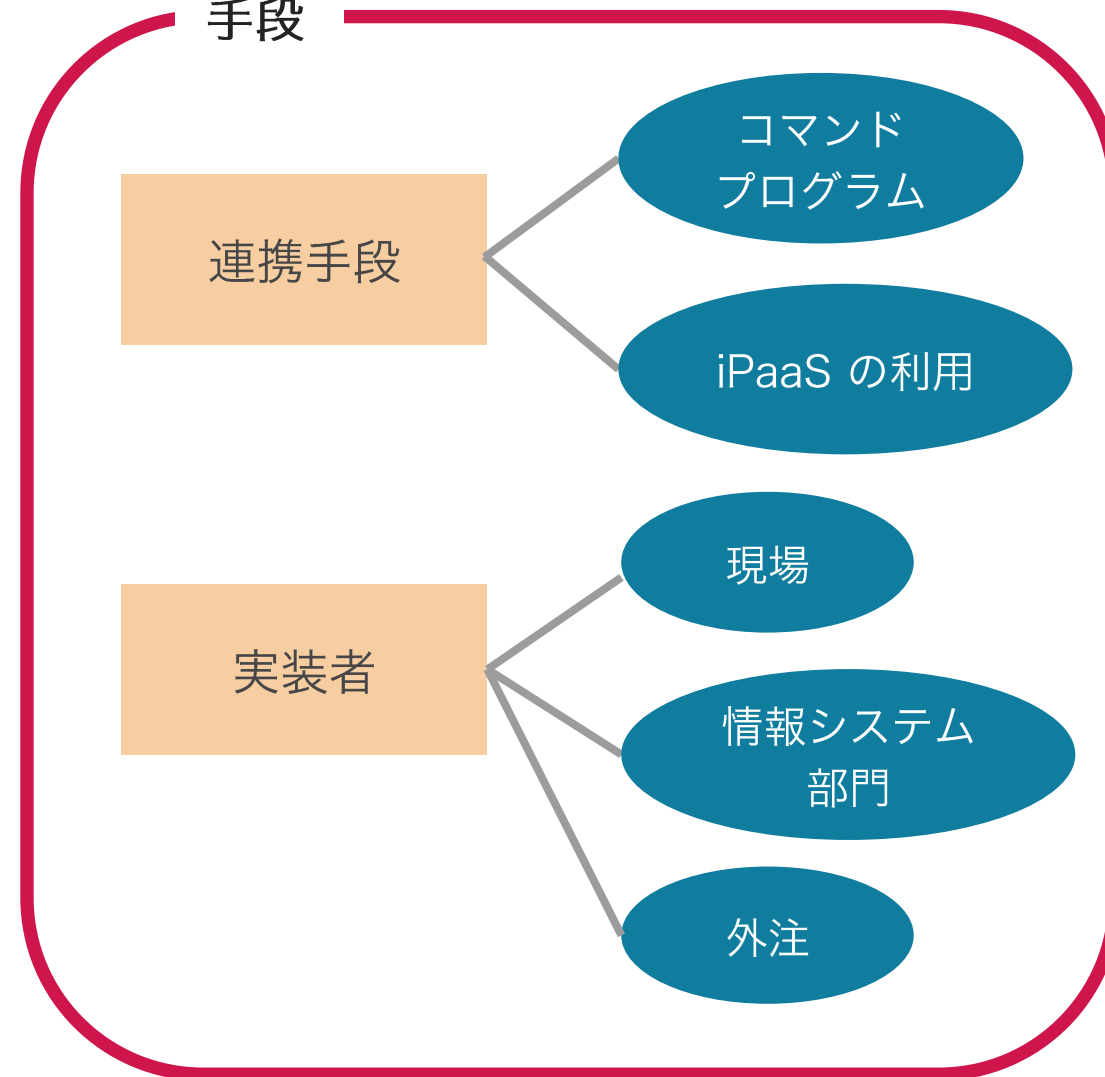 手段
連携手段
コマンド
プログラム
iPaaS の利用
実装者
現場
情報システム
部門
外注